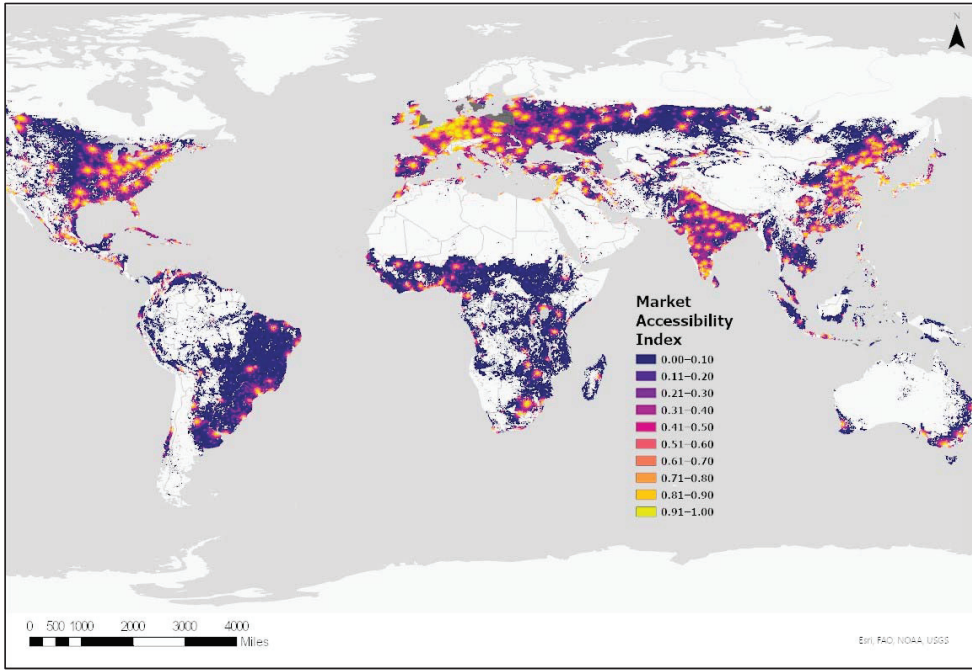 N
Market
Accessibility
Index
0.00–0.10
0.11–0.20
0.21–0.30
0.31–0.40
0.41–0.50
0.51–0.60
0.61–0.70
0.71–0.80
0.81–0.90
0.91–1.00
0 500 1000 2000 3000 4000
Miles
Esri, FAO, NOAA, USGS